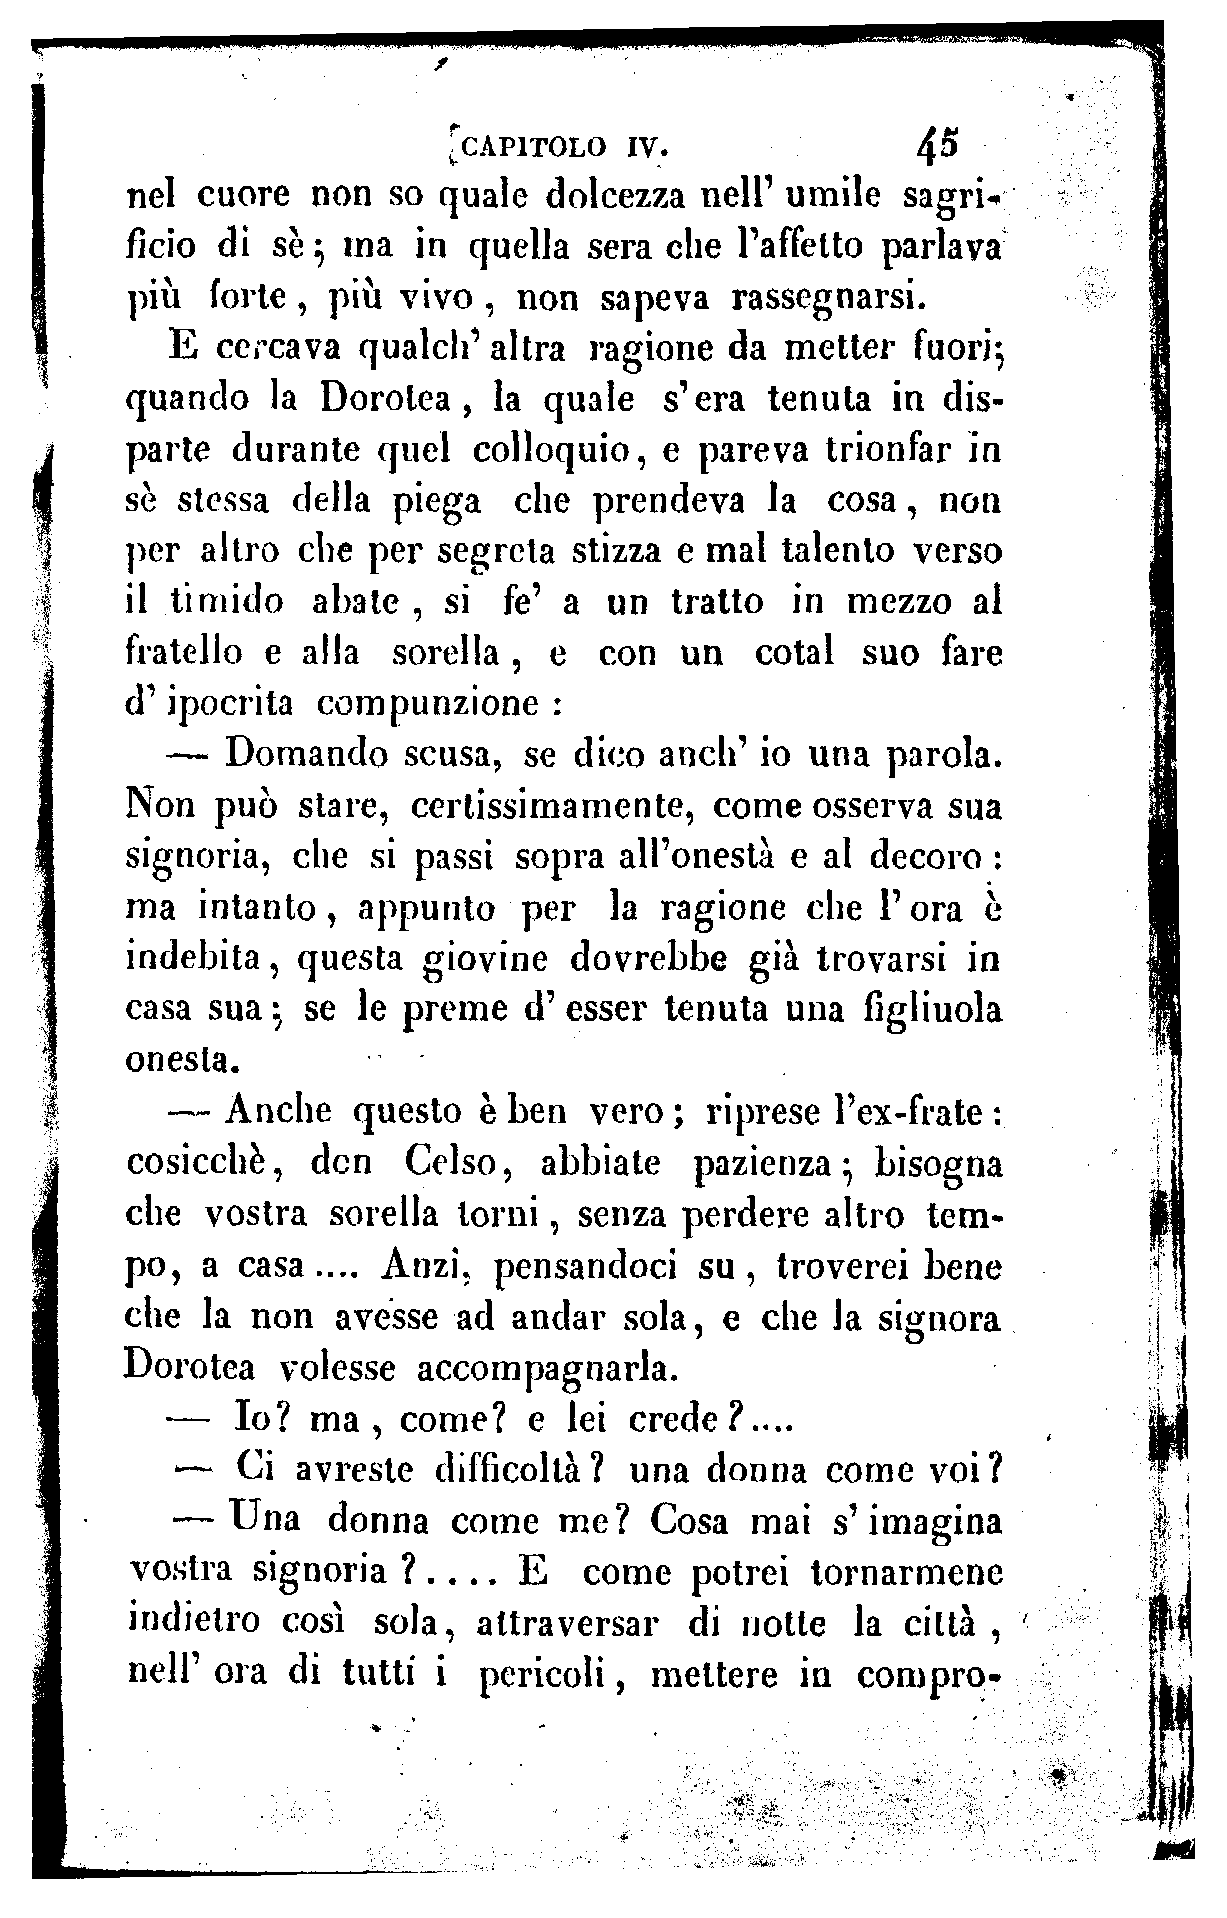 CAPITOLO IV. 45
nel cuore non so quale dolcezza nell' umile sagri-
ficio di sè; ma in quella sera che l'affetto parlava
più forte, più vivo, non sapeva rassegnarsi.
E cercava qualch' altra ragione da metter fuori;
quando la Dorotea, la quale s'era tenuta in dis-
parte durante quel colloquio, e pareva trionfar in
sè stessa della piega che prendeva la cosa, non
per altro che per segreta stizza e mal talento verso
il timido abate, si fe' a un tratto in mezzo al
fratello e alla sorella, e con un cotal suo fare
d' ipocrita compunzione :
— Domando scusa, se dico anch' io una parola.
Non può stare, certissimamente, come osserva sua
signoria, che si passi sopra all'onestà e al decoro :
ma intanto, appunto per la ragione che l' ora è
indebita, questa giovine dovrebbe già trovarsi in
casa sua; se le preme d' esser tenuta una figliuola
onesta.
— Anche questo è ben vero; riprese l'ex-frate:
cosicchè, don Celso, abbiate pazienza; bisogna
che vostra sorella torni, senza perdere altro tem-
po, a casa .... Anzi, pensandoci su, troverei bene
che la non avesse ad andar sola, e che la signora
Dorotea volesse accompagnarla.
— Io? ma, come? e lei crede?....
— Ci avreste difficoltà? una donna come voi?
— Una donna come me? Cosa mai s' imagina
vostra signoria ?.... E come potrei tornarmene
indietro così sola, attraversar di notte la città,
nell' ora di tutti i pericoli, mettere in compro-